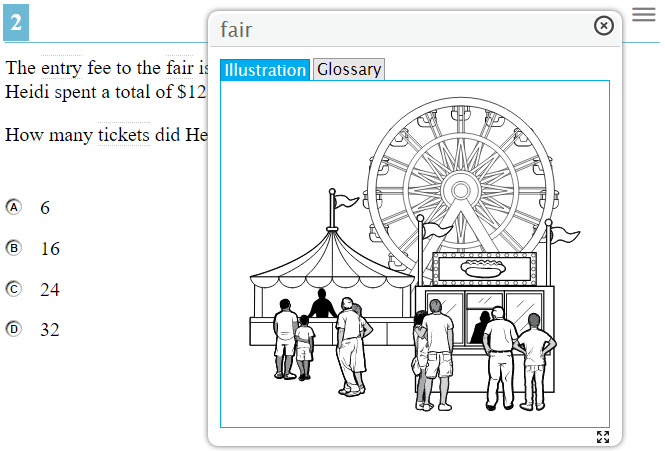 2
The entry fee to the fair is
Heidi spent a total of $12
How many tickets did He
A 6
B 16
C 24
D 32
fair
Illustration Glossary